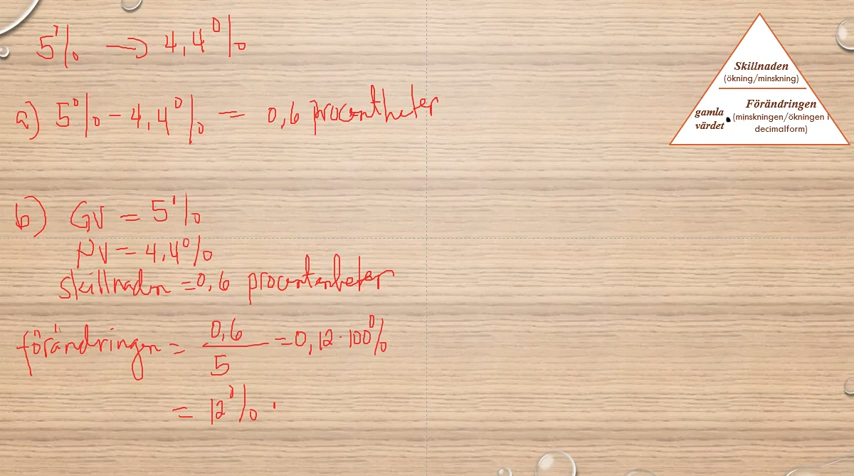 5% → 4,4%
Skillnaden
(ökning/minskning)
gamla värdet
Förändringen
(minskningen/ökningen i
decimalform)
a) 5% - 4,4% = 0,6 procentheter
b) GV = 5%
NV = 4,4%
skillnaden = 0,6 procentenheter
förändringen = 0,6/5 = 0,12 · 100%
= 12%